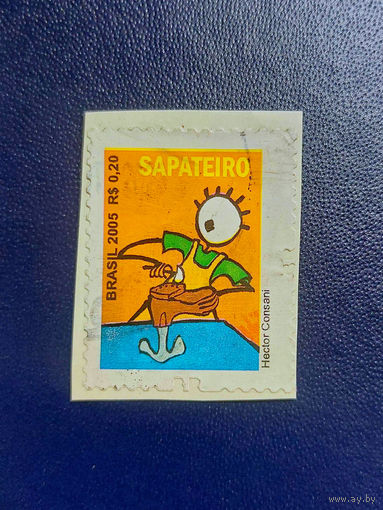 SAPATEIRO
BRASIL 2005 R$ 0,20
Hector Consani
www.ay.by